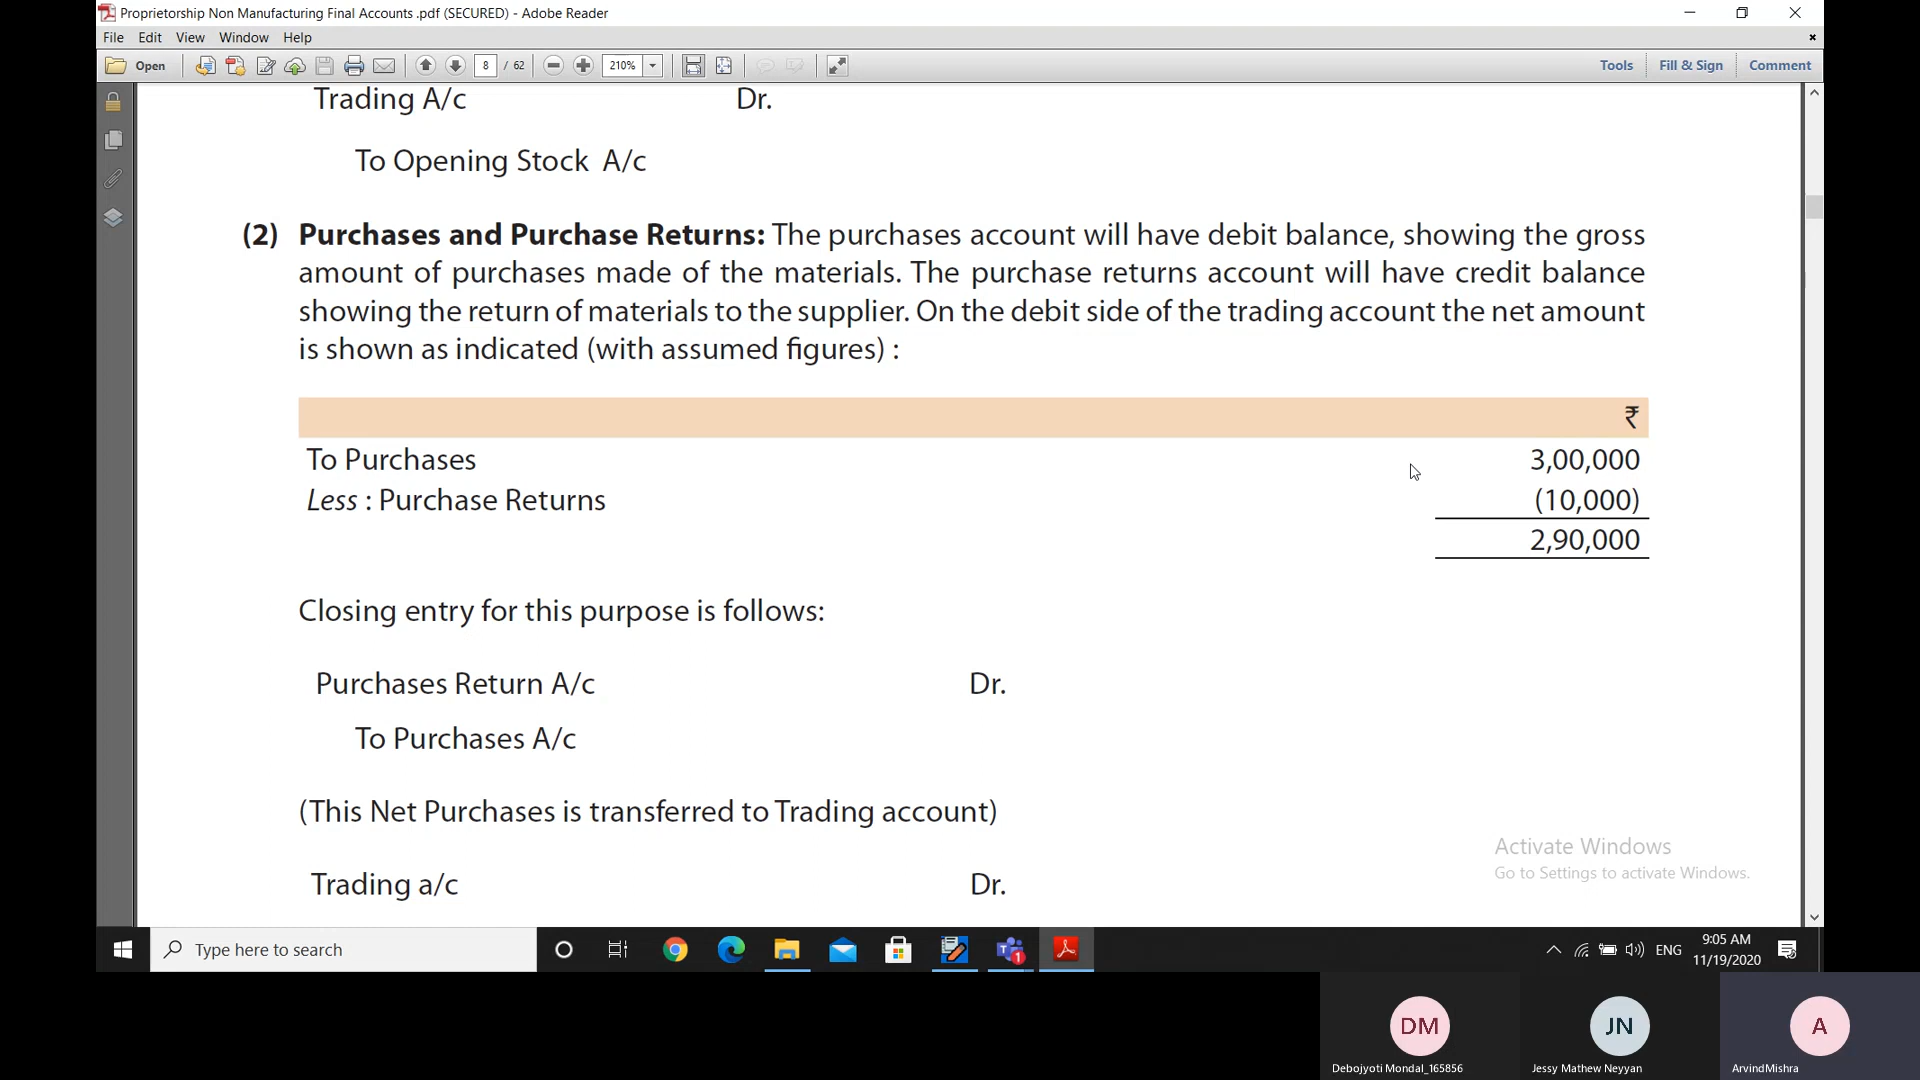 Proprietorship Non Manufacturing Final Accounts .pdf (SECURED) - Adobe Reader
File Edit View Window Help
Open 8 / 62 210% Tools Fill & Sign Comment
Trading A/c Dr.
To Opening Stock A/c
(2) Purchases and Purchase Returns: The purchases account will have debit balance, showing the gross
amount of purchases made of the materials. The purchase returns account will have credit balance
showing the return of materials to the supplier. On the debit side of the trading account the net amount
is shown as indicated (with assumed figures) :
₹
To Purchases 3,00,000
Less : Purchase Returns (10,000)
2,90,000
Closing entry for this purpose is follows:
Purchases Return A/c Dr.
To Purchases A/c
(This Net Purchases is transferred to Trading account)
Trading a/c Dr.
Activate Windows
Go to Settings to activate Windows.
Type here to search 1 ENG 9:05 AM
11/19/2020
DM JN A
Debojyoti Mondal_165856 Jessy Mathew Neyyan ArvindMishra